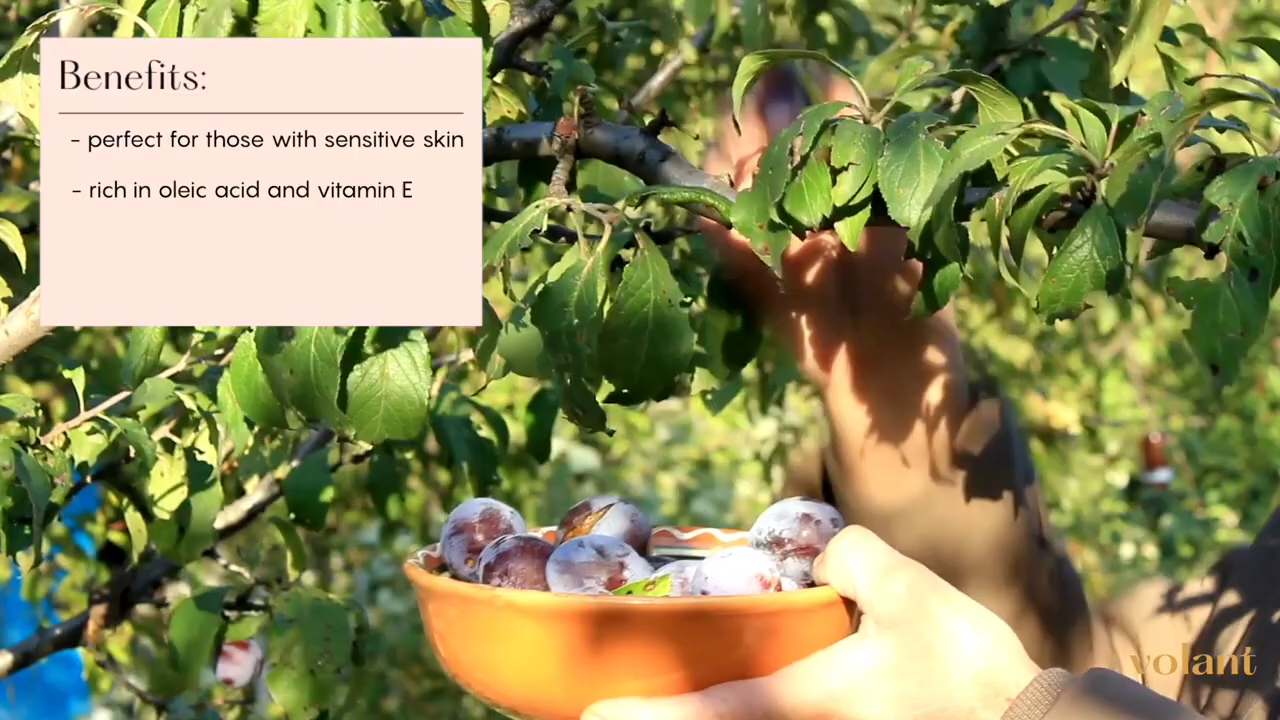 Benefits:
- perfect for those with sensitive skin
- rich in oleic acid and vitamin E
volant